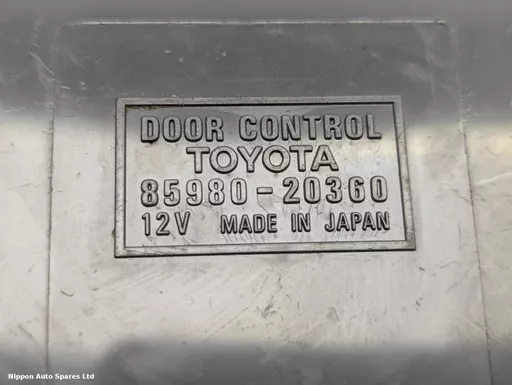 DOOR CONTROL
TOYOTA
85980-20360
12V MADE IN JAPAN
Nippon Auto Spares Ltd